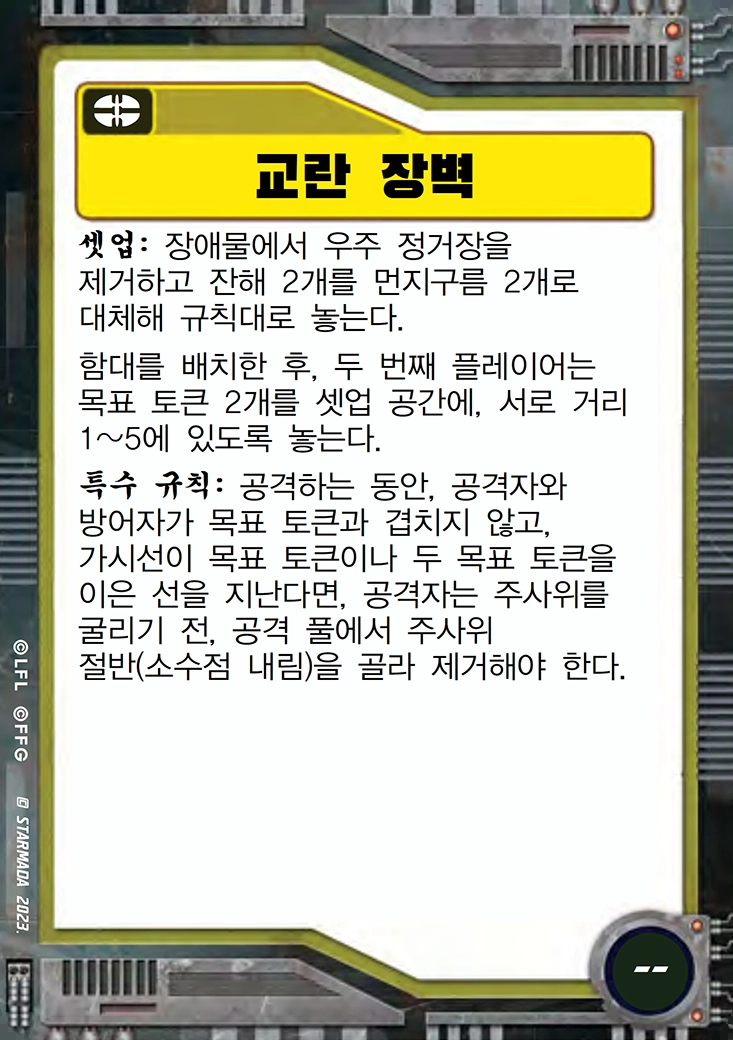 교란 장벽
셋업: 장애물에서 우주 정거장을
제거하고 잔해 2개를 먼지구름 2개로
대체해 규칙대로 놓는다.
함대를 배치한 후, 두 번째 플레이어는
목표 토큰 2개를 셋업 공간에, 서로 거리
1~5에 있도록 놓는다.
특수 규칙: 공격하는 동안, 공격자와
방어자가 목표 토큰과 겹치지 않고,
가시선이 목표 토큰이나 두 목표 토큰을
이은 선을 지난다면, 공격자는 주사위를
굴리기 전, 공격 풀에서 주사위
절반(소수점 내림)을 골라 제거해야 한다.
©LFL ©FFG
@ STARMADA 2023.
--